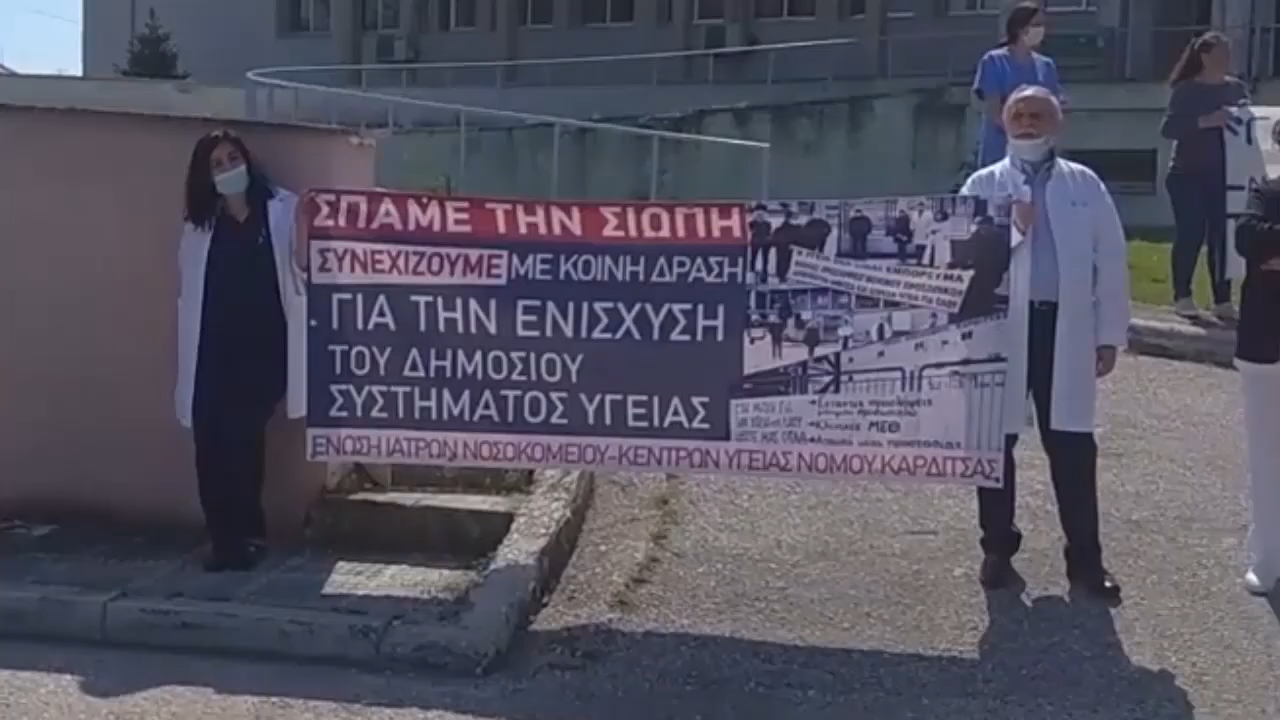 ΣΠΑΜΕ ΤΗΝ ΣΙΩΠΗ
ΣΥΝΕΧΙΖΟΥΜΕ ΜΕ ΚΟΙΝΗ ΔΡΑΣΗ
ΓΙΑ ΤΗΝ ΕΝΙΣΧΥΣΗ
ΤΟΥ ΔΗΜΟΣΙΟΥ
ΣΥΣΤΗΜΑΤΟΣ ΥΓΕΙΑΣ
ΕΝΩΣΗ ΙΑΤΡΩΝ ΝΟΣΟΚΟΜΕΙΟΥ-ΚΕΝΤΡΩΝ ΥΓΕΙΑΣ ΝΟΜΟΥ ΚΑΡΔΙΤΣΑΣ
ΕΜΠΟΡΕΥΜΑ
ΜΕΘ